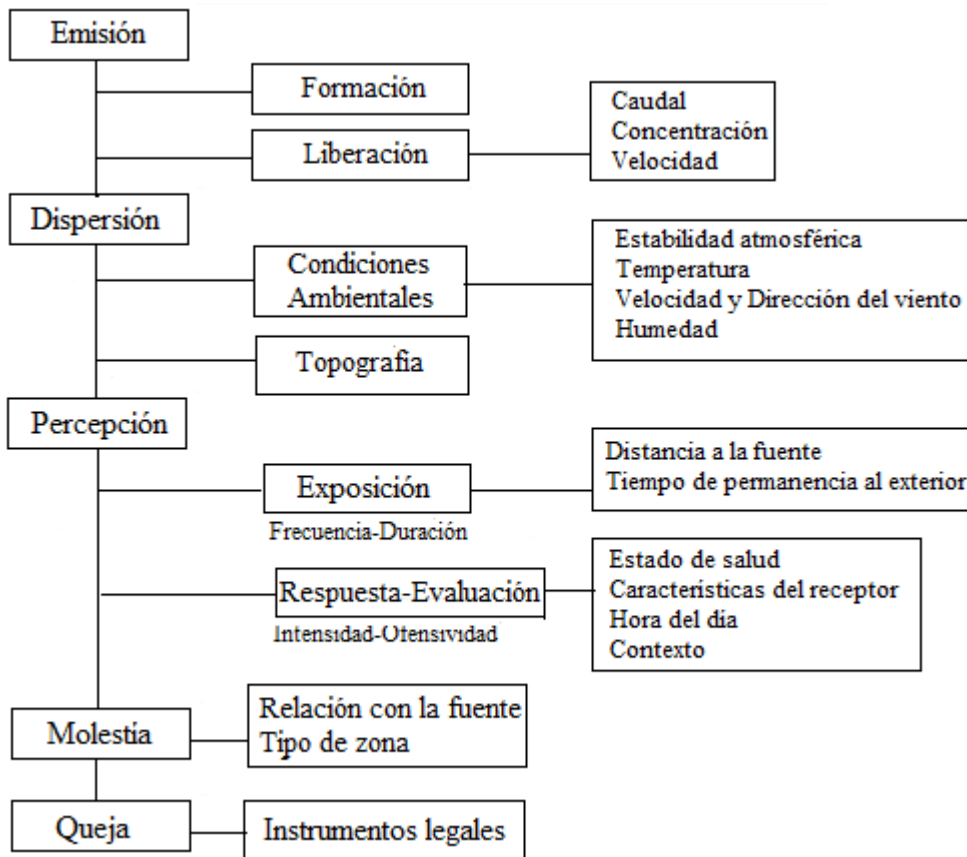 Emisión
Formación
Liberación
Caudal
Concentración
Velocidad
Dispersión
Condiciones
Ambientales
Estabilidad atmosférica
Temperatura
Velocidad y Dirección del viento
Humedad
Topografía
Percepción
Exposición
Frecuencia-Duración
Distancia a la fuente
Tiempo de permanencia al exterior
Respuesta-Evaluación
Intensidad-Ofensividad
Estado de salud
Características del receptor
Hora del día
Contexto
Molestia
Relación con la fuente
Tipo de zona
Queja
Instrumentos legales